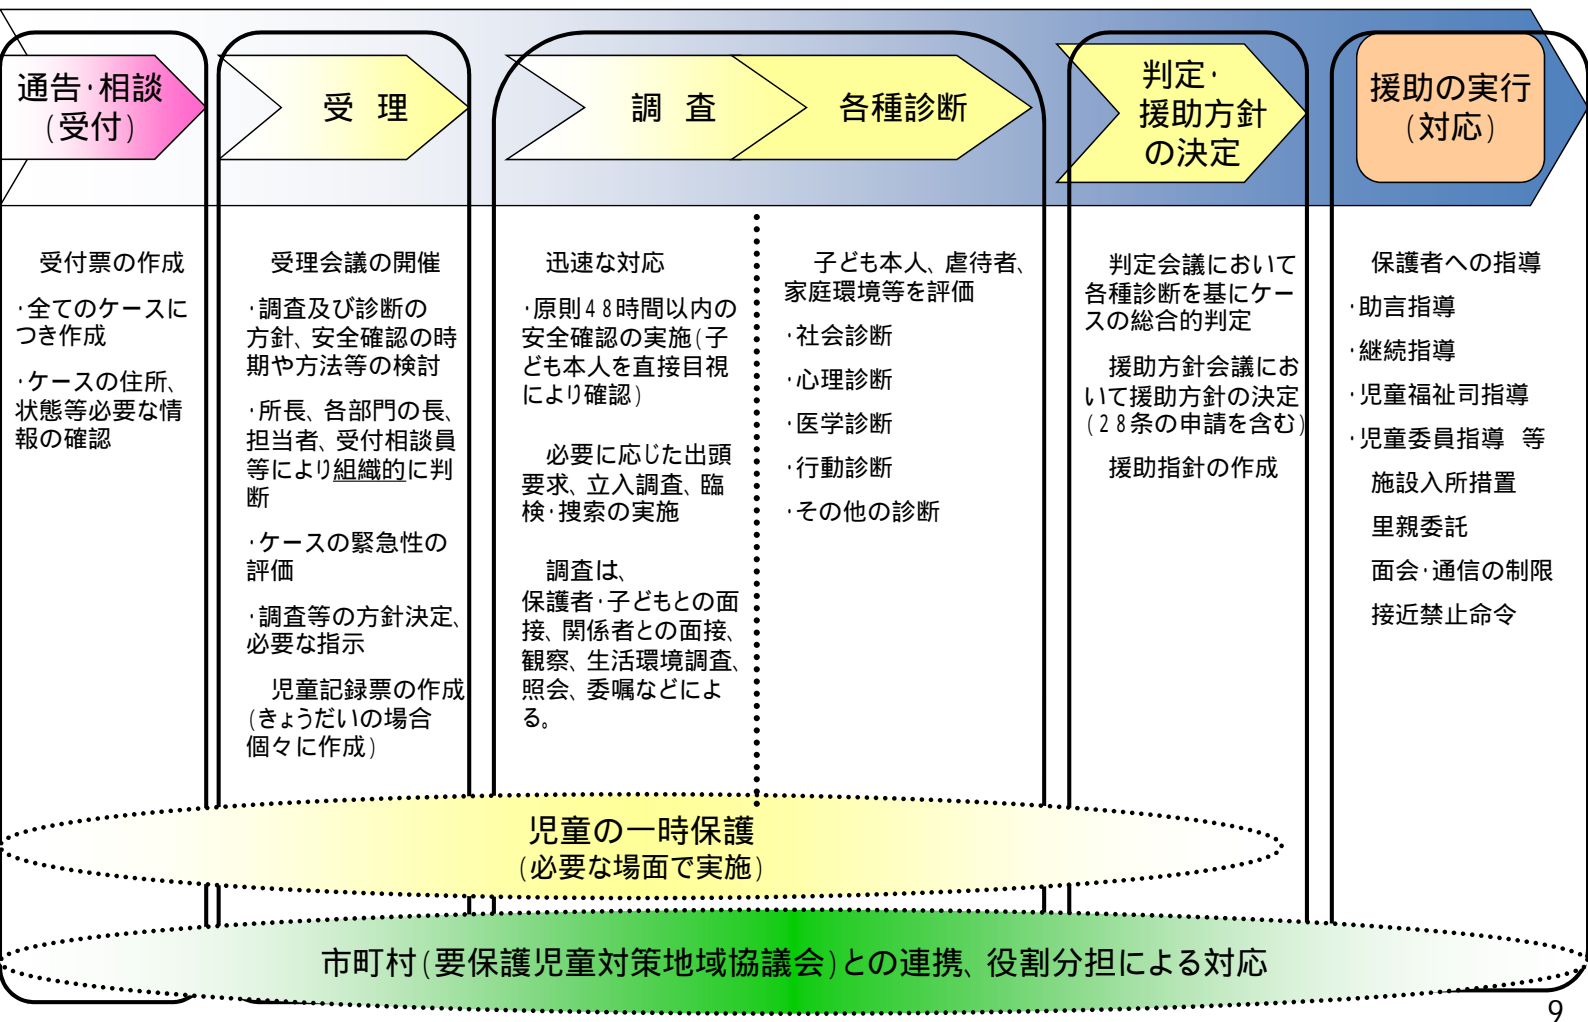 通告・相談
(受付)
受 理
調 査
各種診断
判定・
援助方針
の決定
援助の実行
(対応)
受付票の作成
・全てのケースに
つき作成
・ケースの住所、
状態等必要な情
報の確認
受理会議の開催
・調査及び診断の
方針、安全確認の時
期や方法等の検討
・所長、各部門の長、
担当者、受付相談員
等により組織的に判
断
・ケースの緊急性の
評価
・調査等の方針決定、
必要な指示
児童記録票の作成
(きょうだいの場合
個々に作成)
迅速な対応
・原則48時間以内の
安全確認の実施(子
ども本人を直接目視
により確認)
必要に応じた出頭
要求、立入調査、臨
検・捜索の実施
調査は、
保護者・子どもとの面
接、関係者との面接、
観察、生活環境調査、
照会、委嘱などによ
る。
子ども本人、虐待者、
家庭環境等を評価
・社会診断
・心理診断
・医学診断
・行動診断
・その他の診断
判定会議において
各種診断を基にケー
スの総合的判定
援助方針会議にお
いて援助方針の決定
(28条の申請を含む)
援助指針の作成
保護者への指導
・助言指導
・継続指導
・児童福祉司指導
・児童委員指導 等
施設入所措置
里親委託
面会・通信の制限
接近禁止命令
児童の一時保護
(必要な場面で実施)
市町村(要保護児童対策地域協議会)との連携、役割分担による対応
9